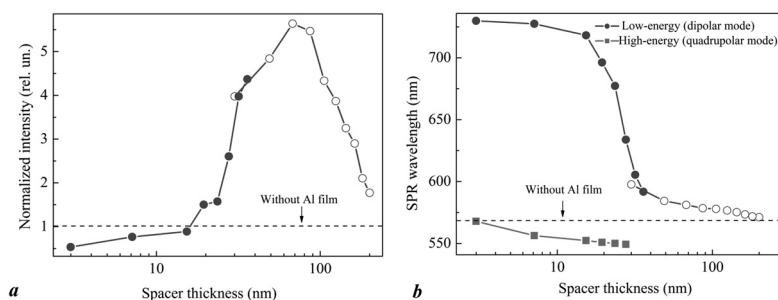 Normalized intensity (rel. un.)
5
4
3
2
1
Without Al film
10
100
Spacer thickness (nm)
a
SPR wavelength (nm)
700
650
600
550
Low-energy (dipolar mode)
High-energy (quadrupolar mode)
Without Al film
10
100
Spacer thickness (nm)
b